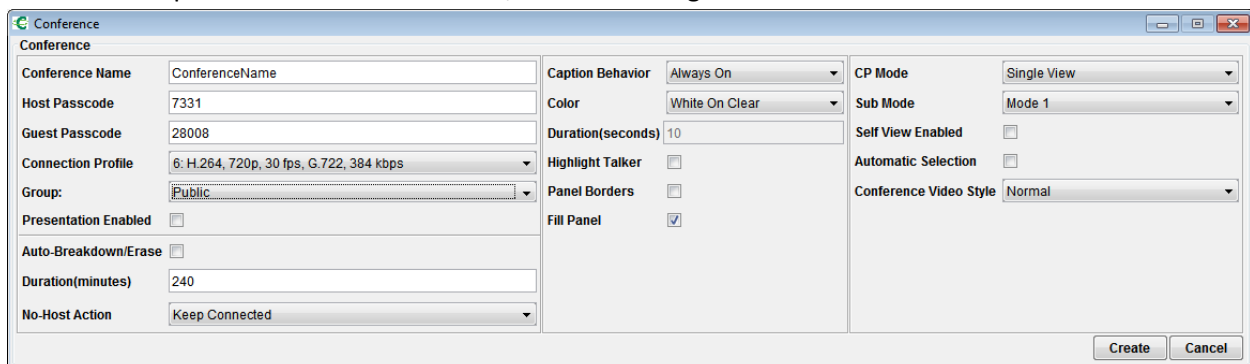 Conference
Conference
Conference Name ConferenceName
Host Passcode 7331
Guest Passcode 28008
Connection Profile 6: H.264, 720p, 30 fps, G.722, 384 kbps
Group: Public
Presentation Enabled
Auto-Breakdown/Erase
Duration(minutes) 240
No-Host Action Keep Connected
Caption Behavior Always On
Color White On Clear
Duration(seconds) 10
Highlight Talker
Panel Borders
Fill Panel
CP Mode Single View
Sub Mode Mode 1
Self View Enabled
Automatic Selection
Conference Video Style Normal
Create Cancel